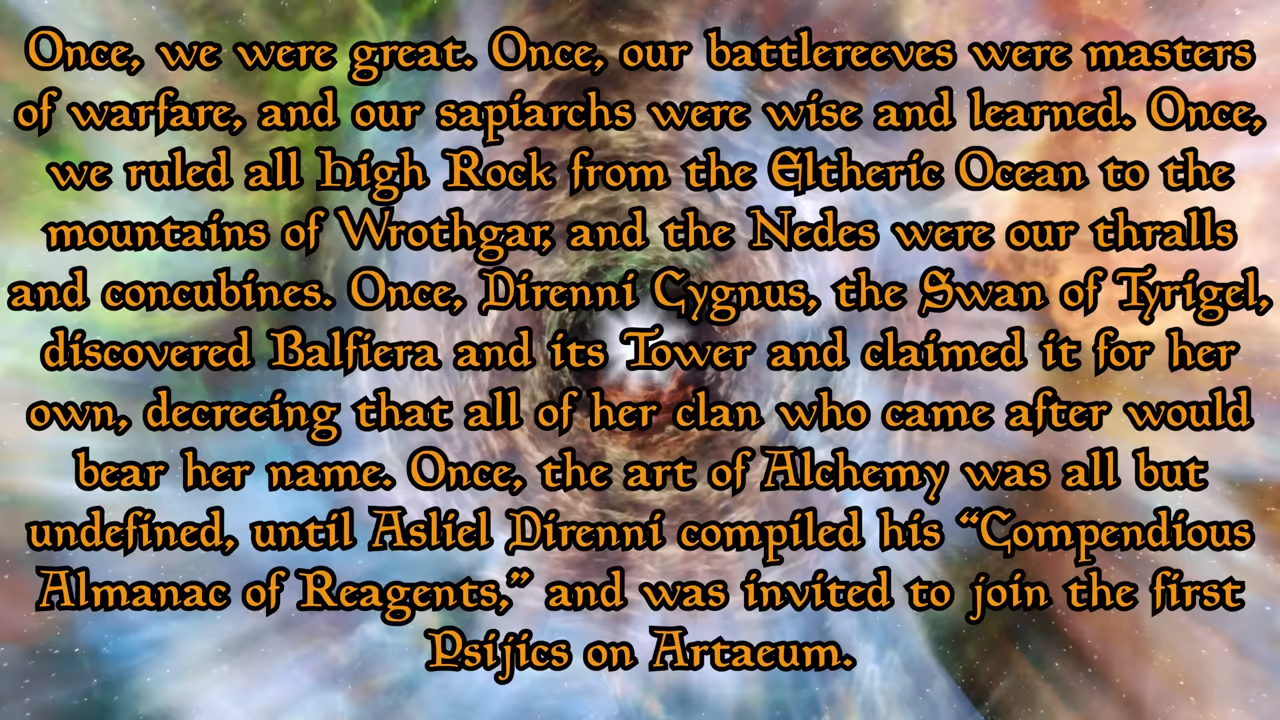 Once, we were great. Once, our battlereeves were masters
of warfare, and our sapiarchs were wise and learned. Once,
we ruled all High Rock from the Eltheric Ocean to the
mountains of Wrothgar, and the Nedes were our thralls
and concubines. Once, Direnni Cygnus, the Swan of Tyrigel,
discovered Balfiera and its Tower and claimed it for her
own, decreeing that all of her clan who came after would
bear her name. Once, the art of Alchemy was all but
undefined, until Asliel Direnni compiled his “Compendious
Almanac of Reagents,” and was invited to join the first
Psijics on Artaeum.